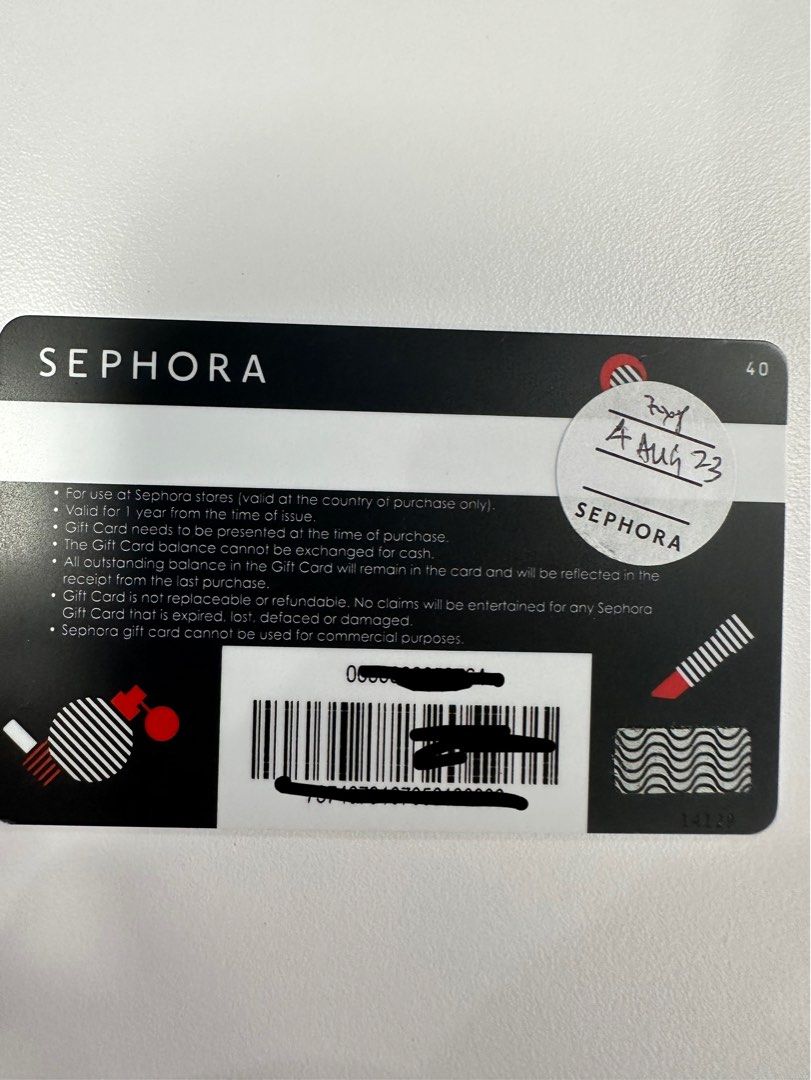 SEPHORA
40
4 AUG 23
SEPHORA
• For use at Sephora stores (valid at the country of purchase only).
• Valid for 1 year from the time of issue.
• Gift Card needs to be presented at the time of purchase.
• The Gift Card balance cannot be exchanged for cash.
• All outstanding balance in the Gift Card will remain in the card and will be reflected in the
receipt from the last purchase.
• Gift Card is not replaceable or refundable. No claims will be entertained for any Sephora
Gift Card that is expired, lost, defaced or damaged.
• Sephora gift card cannot be used for commercial purposes.